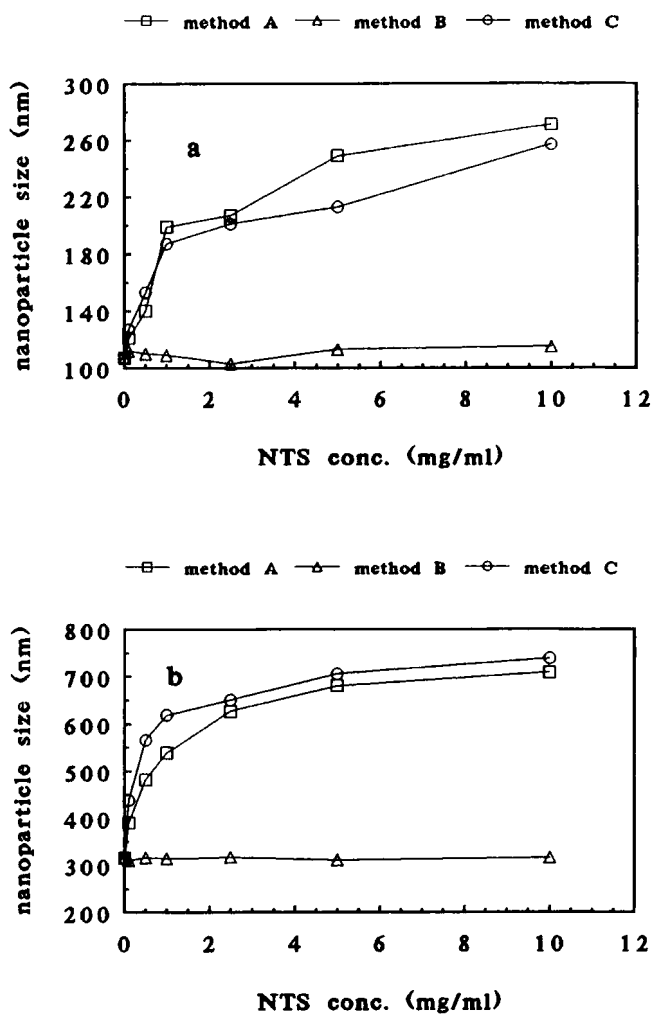 method A method B method C
300
260
220
180
140
100
nanoparticle size (nm)
a
0 2 4 6 8 10 12
NTS conc. (mg/ml)
method A method B method C
800
700
600
500
400
300
200
nanoparticle size (nm)
b
0 2 4 6 8 10 12
NTS conc. (mg/ml)